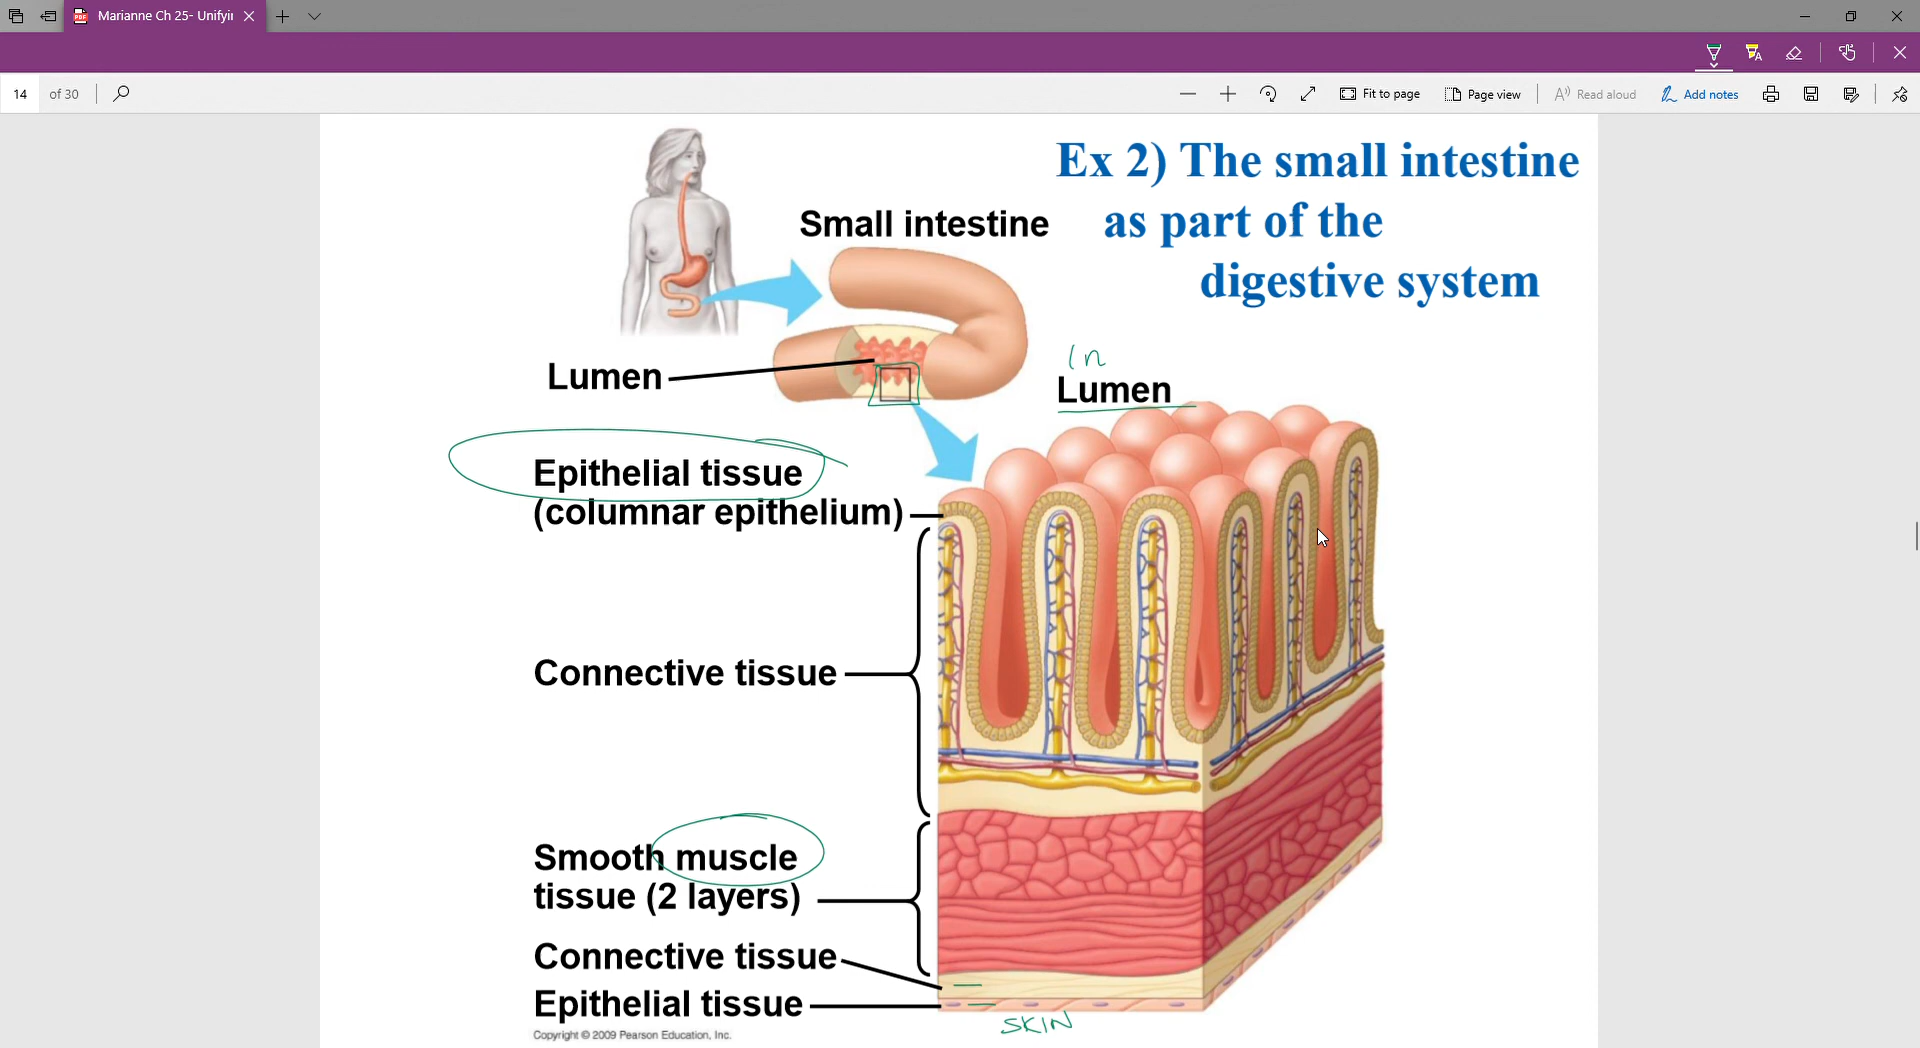 Marianne Ch 25- Unifyin
14 of 30
Fit to page
Page view
Read aloud
Add notes
Ex 2) The small intestine
as part of the
digestive system
Small intestine
Lumen
In
Lumen
Epithelial tissue
(columnar epithelium)
Connective tissue
Smooth muscle
tissue (2 layers)
Connective tissue
Epithelial tissue
SKIN
Copyright © 2009 Pearson Education, Inc.